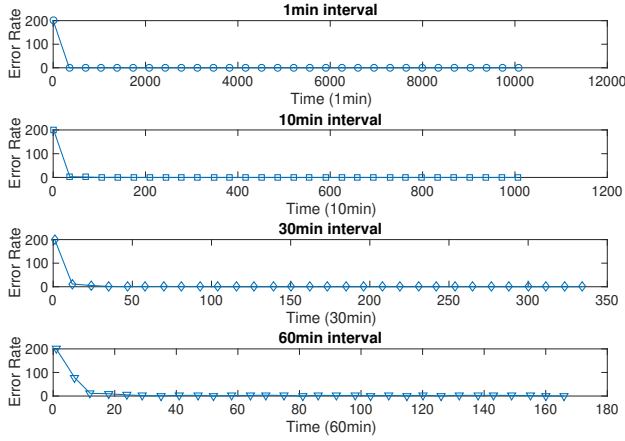 1min interval
Error Rate
200
100
0
0 2000 4000 6000 8000 10000 12000
Time (1min)
10min interval
Error Rate
200
100
0
0 200 400 600 800 1000 1200
Time (10min)
30min interval
Error Rate
200
100
0
0 50 100 150 200 250 300 350
Time (30min)
60min interval
Error Rate
200
100
0
0 20 40 60 80 100 120 140 160 180
Time (60min)